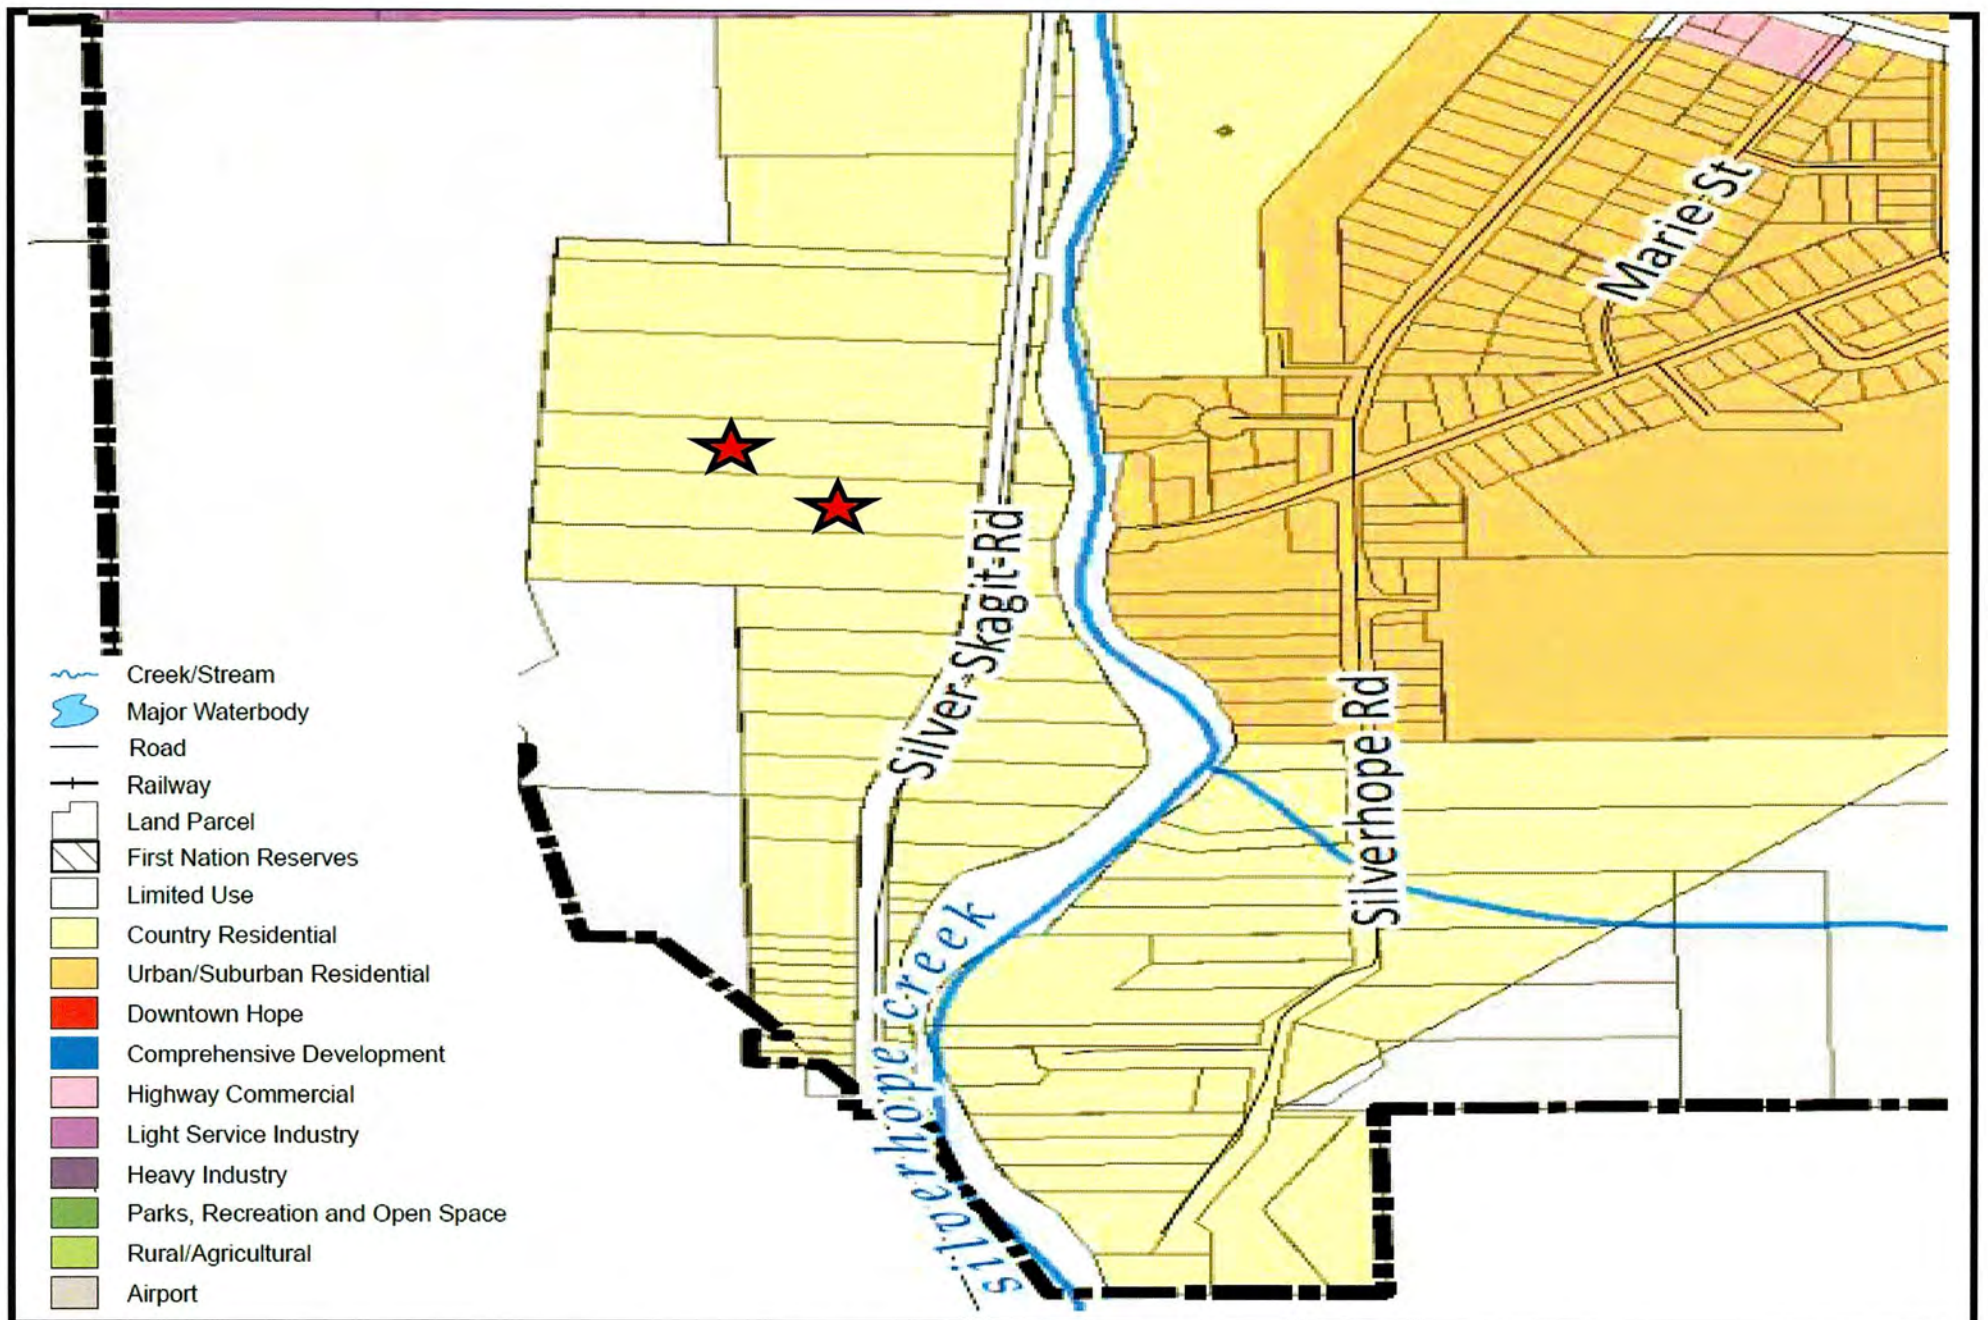 Marie St
Silver Skagit Rd
Silverhope Rd
silverhope creek
Creek/Stream
Major Waterbody
Road
Railway
Land Parcel
First Nation Reserves
Limited Use
Country Residential
Urban/Suburban Residential
Downtown Hope
Comprehensive Development
Highway Commercial
Light Service Industry
Heavy Industry
Parks, Recreation and Open Space
Rural/Agricultural
Airport